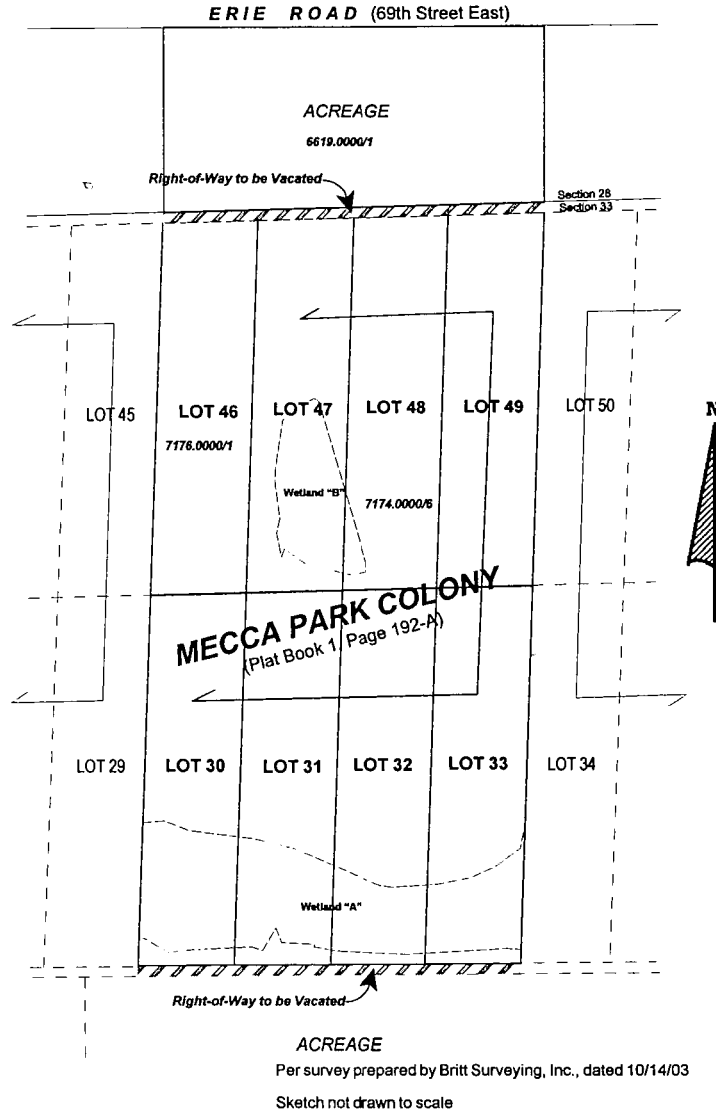 ERIE ROAD (69th Street East)
ACREAGE
6619.0000/1
Right-of-Way to be Vacated
Section 28
Section 33
LOT 45
LOT 46
LOT 47
LOT 48
LOT 49
LOT 50
N
7176.0000/1
Wetland "B"
7174.0000/6
MECCA PARK COLONY
(Plat Book 1, Page 192-A)
LOT 29
LOT 30
LOT 31
LOT 32
LOT 33
LOT 34
Wetland "A"
Right-of-Way to be Vacated
ACREAGE
Per survey prepared by Britt Surveying, Inc., dated 10/14/03
Sketch not drawn to scale